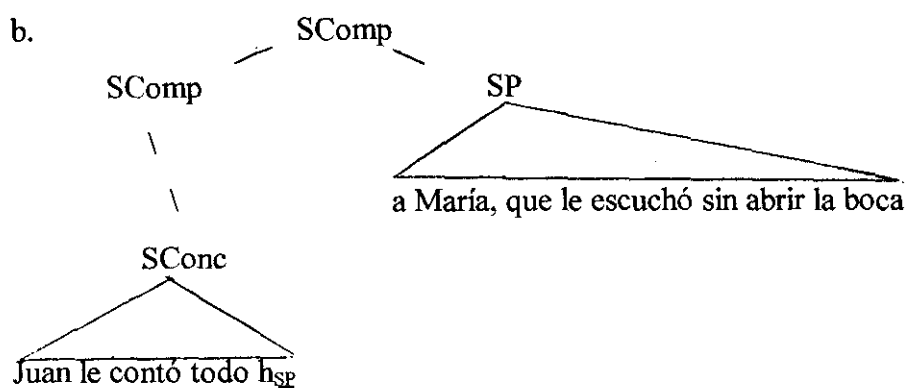 b.
SComp
SComp
SP
a María, que le escuchó sin abrir la boca
SConc
Juan le contó todo hSP